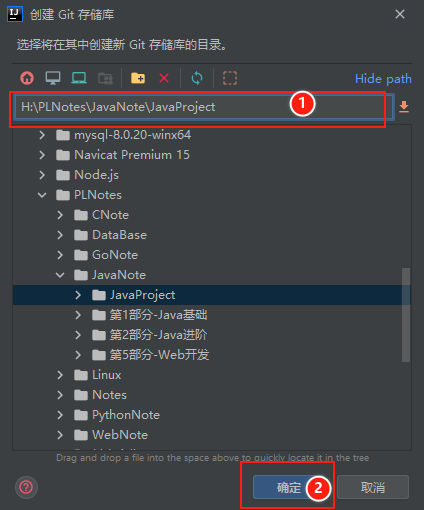 创建 Git 存储库
选择将在其中创建新 Git 存储库的目录。
Hide path
H:\PLNotes\JavaNote\JavaProject
1
mysql-8.0.20-winx64
Navicat Premium 15
Node.js
PLNotes
CNote
DataBase
GoNote
JavaNote
JavaProject
第1部分-Java基础
第2部分-Java进阶
第5部分-Web开发
Linux
Notes
PythonNote
WebNote
Drag and drop a file into the space above to quickly locate it in the tree
?
确定
2
取消